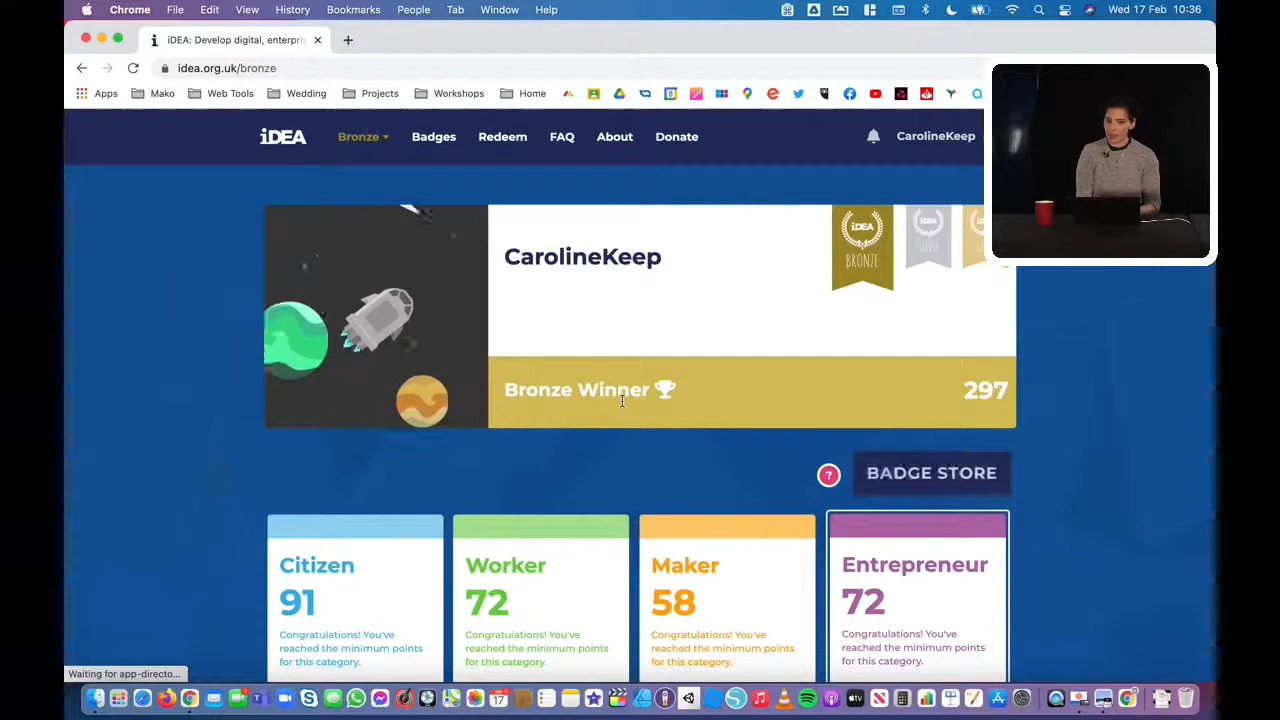 Chrome File Edit View History Bookmarks People Tab Window Help Wed 17 Feb 10:36
iDEA: Develop digital, enterpris
idea.org.uk/bronze
Apps Mako Web Tools Wedding Projects Workshops Home
iDEA Bronze Badges Redeem FAQ About Donate CarolineKeep
CarolineKeep
iDEA
BRONZE
iDEA
Bronze Winner 297
? BADGE STORE
Citizen
91
Congratulations! You've
reached the minimum points
for this category.
Worker
72
Congratulations! You've
reached the minimum points
for this category.
Maker
58
Congratulations! You've
reached the minimum points
for this category.
Entrepreneur
72
Congratulations! You've
reached the minimum points
for this category.
Waiting for app-directo...